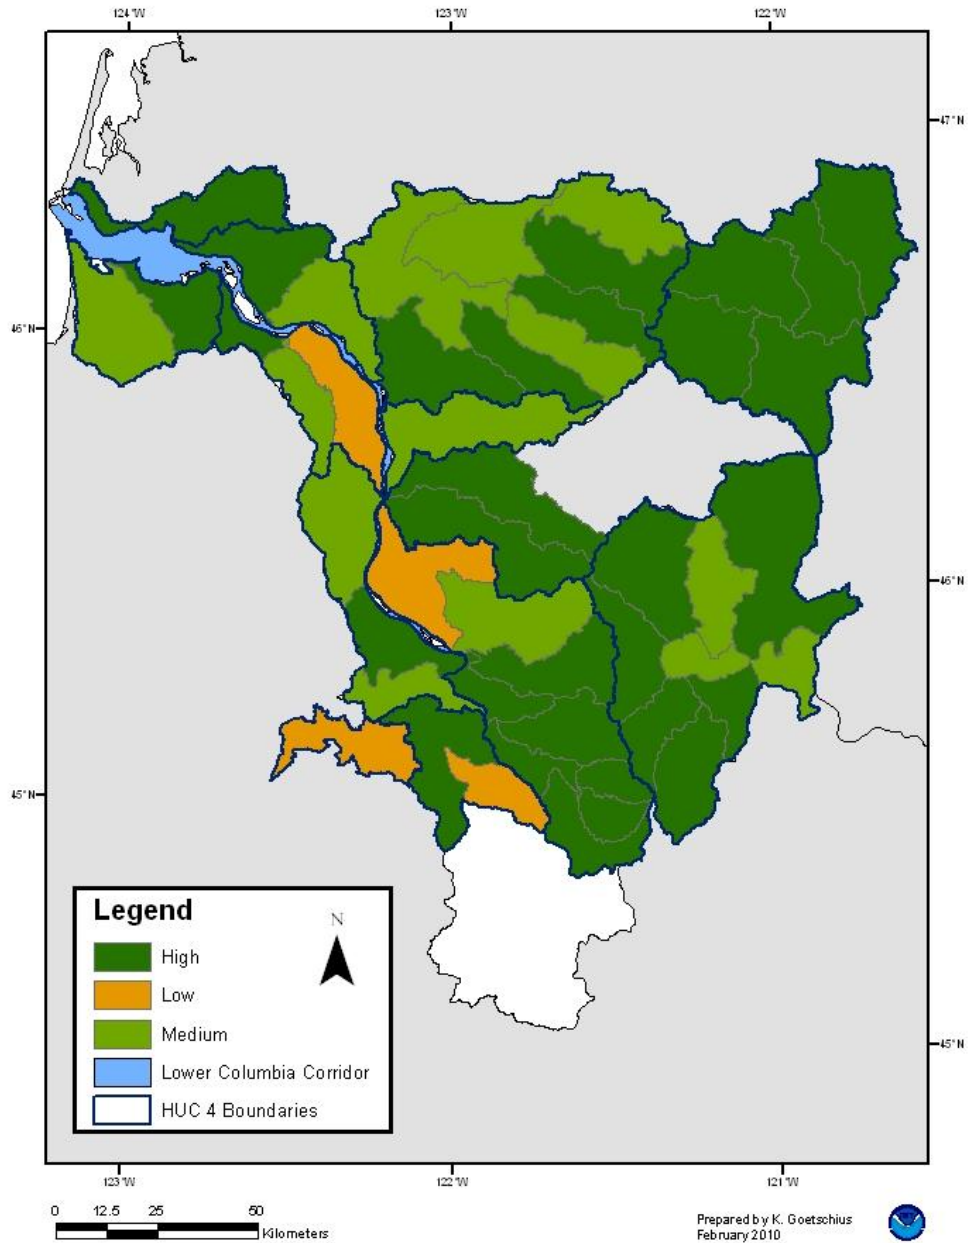 124°W 123°W 122°W
47°N
46°N
46°N
45°N
Legend
N
High
Low
Medium
Lower Columbia Corridor
HUC 4 Boundaries
45°N
123°W 122°W 121°W
0 12.5 25 50
Kilometers
Prepared by K. Goetschius
February 2010